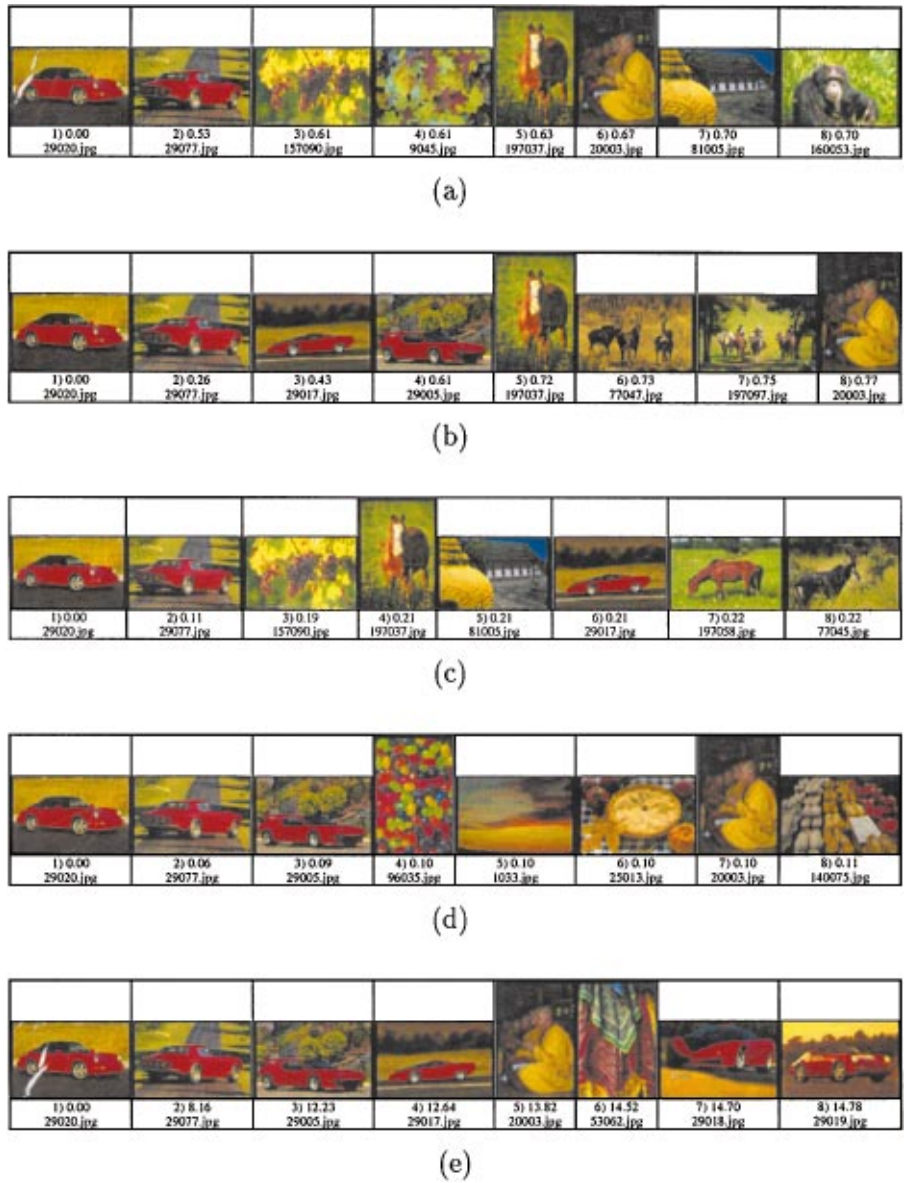 1) 0.00 2) 0.53 3) 0.61 4) 0.61 5) 0.63 6) 0.67 7) 0.70 8) 0.70
29020.jpg 29077.jpg 157090.jpg 9045.jpg 197037.jpg 20003.jpg 81005.jpg 160053.jpg
(a)
1) 0.00 2) 0.26 3) 0.43 4) 0.61 5) 0.72 6) 0.73 7) 0.75 8) 0.77
29020.jpg 29077.jpg 29017.jpg 29005.jpg 197037.jpg 77047.jpg 197097.jpg 20003.jpg
(b)
1) 0.00 2) 0.11 3) 0.19 4) 0.21 5) 0.21 6) 0.21 7) 0.22 8) 0.22
29020.jpg 29077.jpg 157090.jpg 197037.jpg 81005.jpg 29017.jpg 197058.jpg 77045.jpg
(c)
1) 0.00 2) 0.06 3) 0.09 4) 0.10 5) 0.10 6) 0.10 7) 0.10 8) 0.11
29020.jpg 29077.jpg 29005.jpg 96035.jpg 1033.jpg 25013.jpg 20003.jpg 140075.jpg
(d)
1) 0.00 2) 8.16 3) 12.23 4) 12.64 5) 13.82 6) 14.52 7) 14.70 8) 14.78
29020.jpg 29077.jpg 29005.jpg 29017.jpg 20003.jpg 53062.jpg 29018.jpg 29019.jpg
(e)